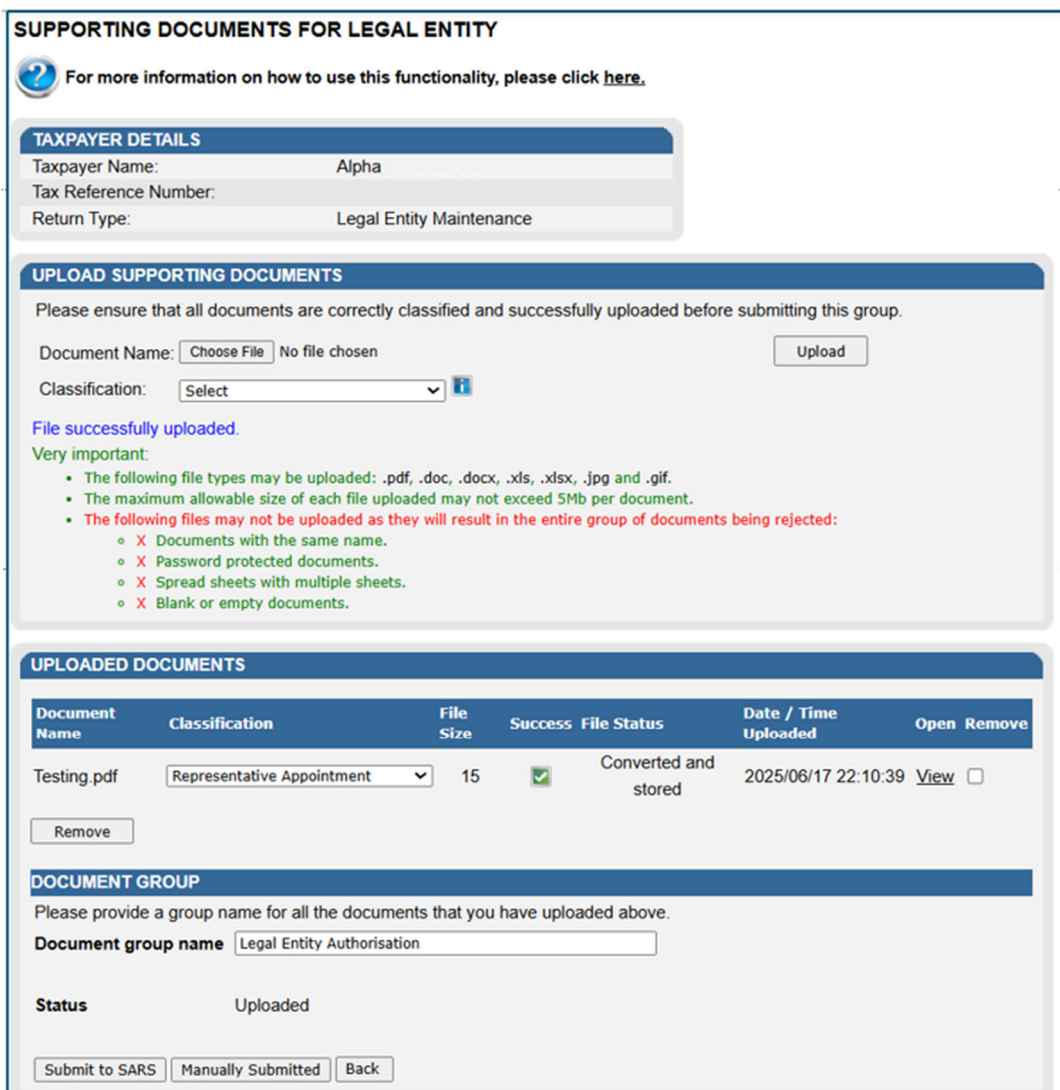 SUPPORTING DOCUMENTS FOR LEGAL ENTITY
For more information on how to use this functionality, please click here.
TAXPAYER DETAILS
Taxpayer Name: Alpha
Tax Reference Number:
Return Type: Legal Entity Maintenance
UPLOAD SUPPORTING DOCUMENTS
Please ensure that all documents are correctly classified and successfully uploaded before submitting this group.
Document Name: Choose File No file chosen Upload
Classification: Select
File successfully uploaded.
Very important:
• The following file types may be uploaded: .pdf, .doc, .docx, .xls, .xlsx, .jpg and .gif.
• The maximum allowable size of each file uploaded may not exceed 5Mb per document.
• The following files may not be uploaded as they will result in the entire group of documents being rejected:
X Documents with the same name.
X Password protected documents.
X Spread sheets with multiple sheets.
X Blank or empty documents.
UPLOADED DOCUMENTS
Document Name Classification File Size Success File Status Date / Time Uploaded Open Remove
Testing.pdf Representative Appointment 15 Converted and stored 2025/06/17 22:10:39 View
Remove
DOCUMENT GROUP
Please provide a group name for all the documents that you have uploaded above.
Document group name Legal Entity Authorisation
Status Uploaded
Submit to SARS Manually Submitted Back